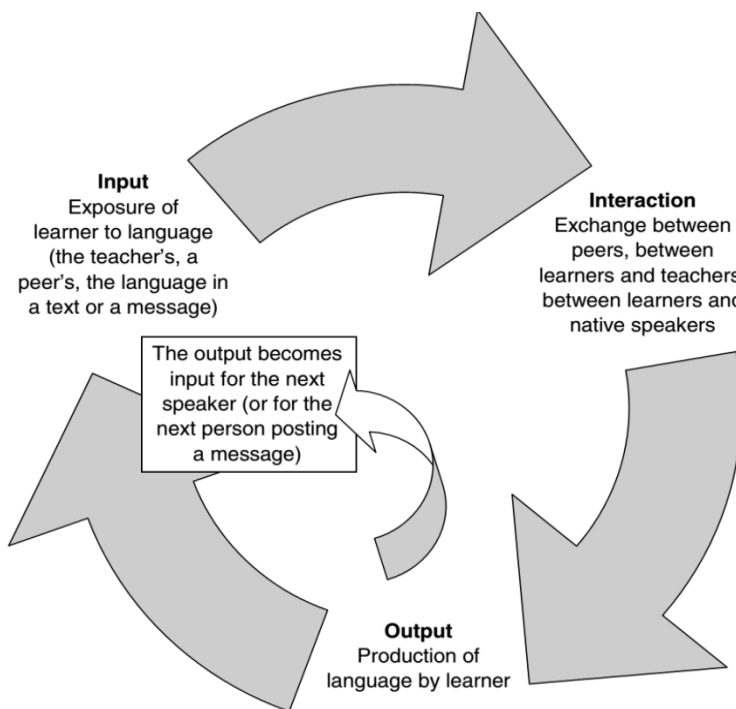 Input
Exposure of
learner to language
(the teacher's, a
peer's, the language in
a text or a message)
Interaction
Exchange between
peers, between
learners and teachers
between learners and
native speakers
The output becomes
input for the next
speaker (or for the
next person posting
a message)
Output
Production of
language by learner